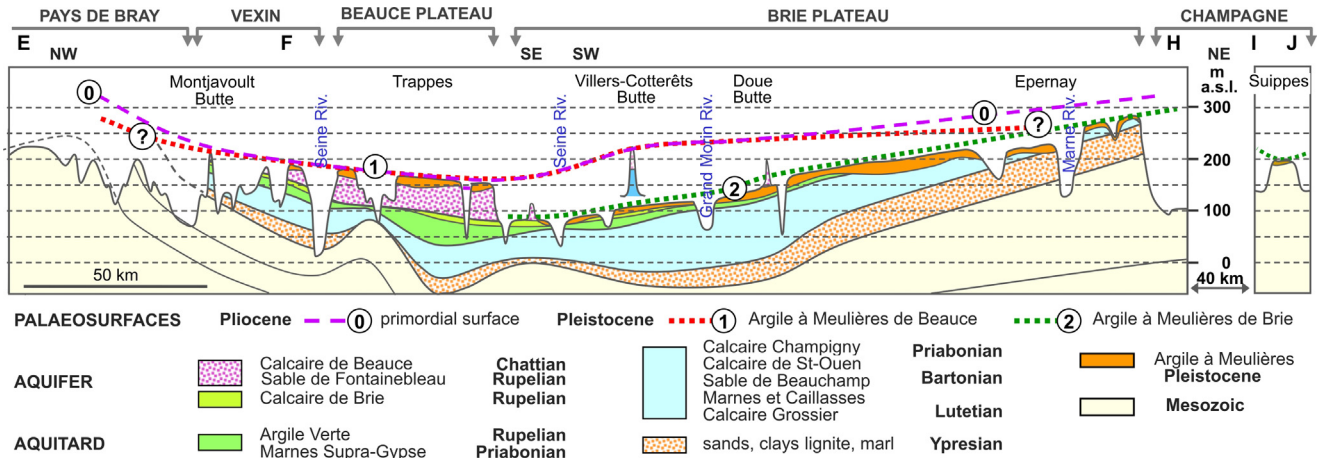 PAYS DE BRAY VEXIN BEAUCE PLATEAU BRIE PLATEAU CHAMPAGNE
E F H I J
NW SE SW NE
m
a.s.l.
Montjavoult
Butte
Trappes
Villers-Cotterêts
Butte
Doue
Butte
Epernay
Suippes
Seine Riv.
Seine Riv.
Grand Morin Riv.
Marne Riv.
0 0
? ?
1
2
300
200
100
0
50 km
40 km
PALAEOSURFACES Pliocene 0 primordial surface Pleistocene 1 Argile à Meulières de Beauce 2 Argile à Meulières de Brie
AQUIFER
Calcaire de Beauce Chattian
Sable de Fontainebleau Rupelian
Calcaire de Brie Rupelian
AQUITARD
Argile Verte Rupelian
Marnes Supra-Gypse Priabonian
Calcaire Champigny Priabonian
Calcaire de St-Ouen Bartonian
Sable de Beauchamp
Marnes et Caillasses
Calcaire Grossier Lutetian
sands, clays lignite, marl Ypresian
Argile à Meulières
Pleistocene
Mesozoic